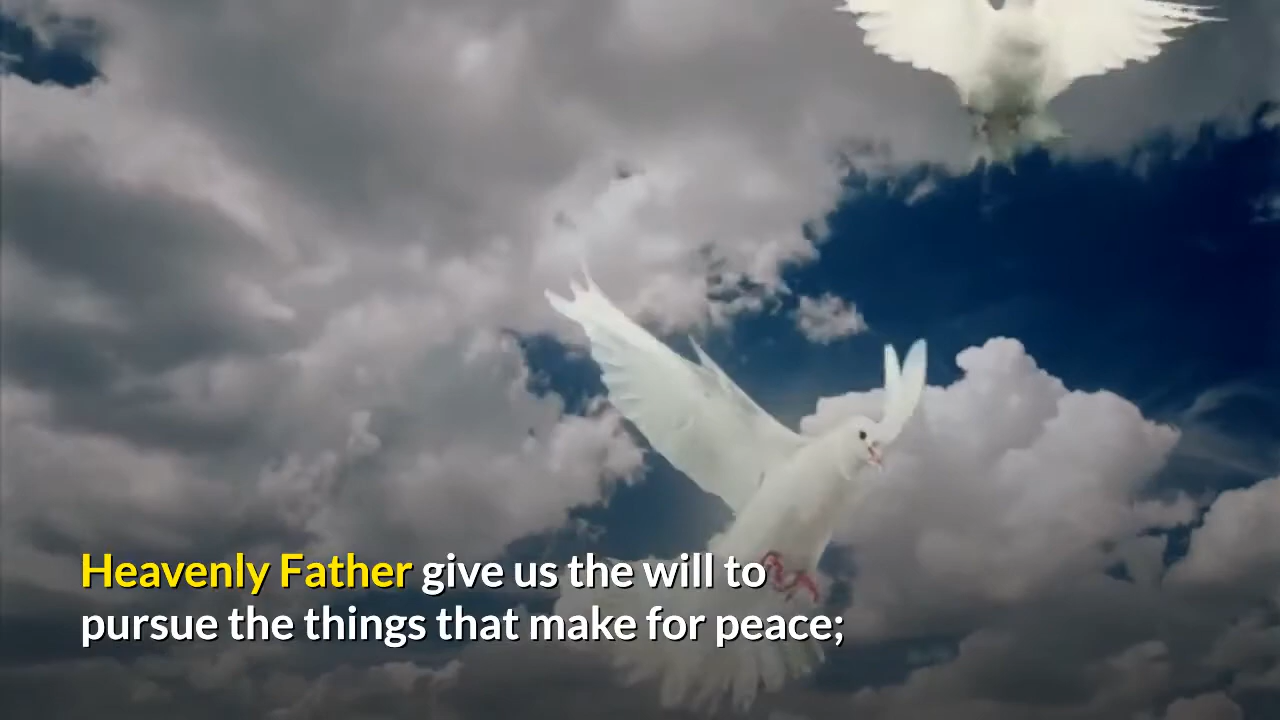 Heavenly Father give us the will to
pursue the things that make for peace;